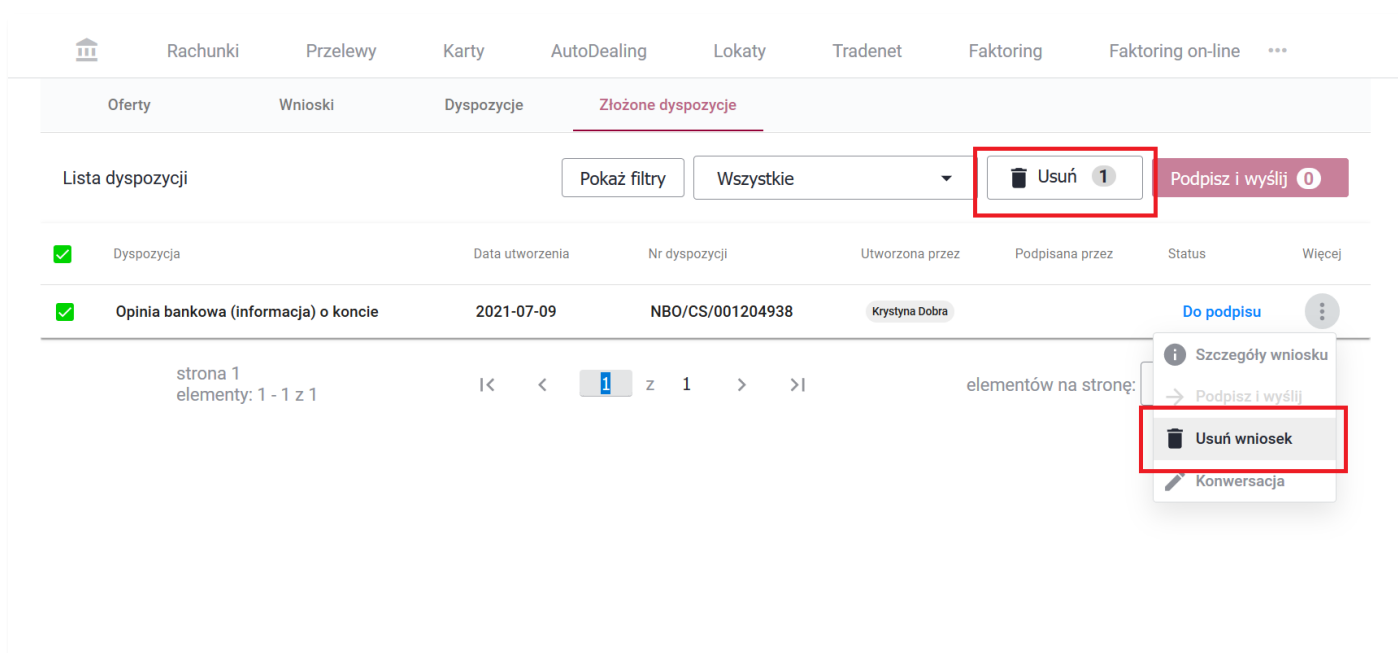 Rachunki Przelewy Karty AutoDealing Lokaty Tradenet Faktoring Faktoring on-line
Oferty Wnioski Dyspozycje Złożone dyspozycje
Lista dyspozycji Pokaż filtry Wszystkie Usuń 1 Podpisz i wyślij 0
Dyspozycja Data utworzenia Nr dyspozycji Utworzona przez Podpisana przez Status Więcej
Opinia bankowa (informacja) o koncie 2021-07-09 NBO/CS/001204938 Krystyna Dobra Do podpisu
Szczegóły wniosku
strona 1
elementy: 1 - 1 z 1
1 z 1
elementów na stronę:
Podpisz i wyślij
Usuń wniosek
Konwersacja